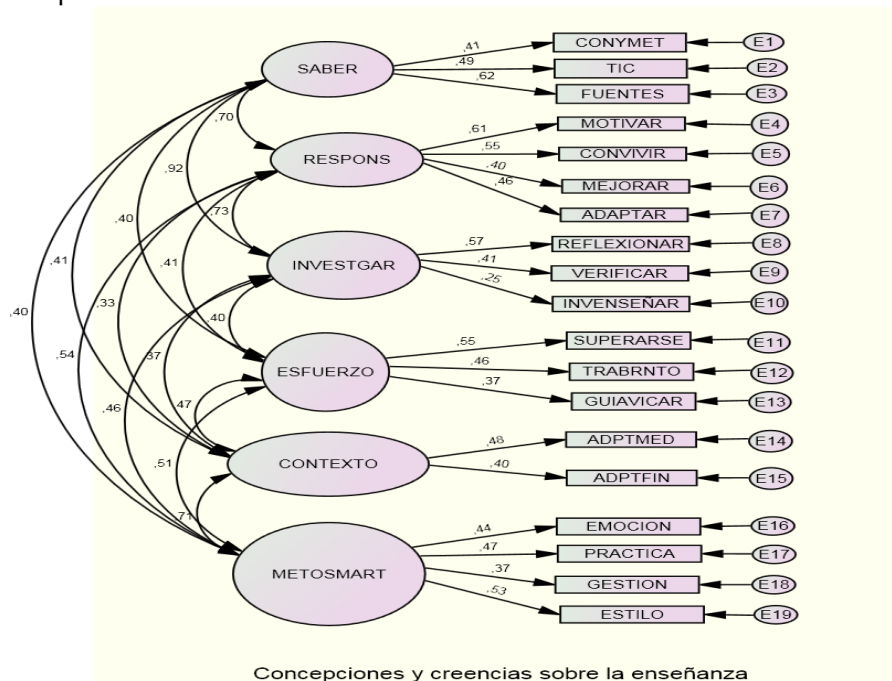 ,41 CONYMET E1
SABER ,49 TIC E2
,62 FUENTES E3
,70 ,61 MOTIVAR E4
RESPONS ,55 CONVIVIR E5
,92 ,40 MEJORAR E6
,46 ADAPTAR E7
,40 ,73 ,57 REFLEXIONAR E8
,41 ,41 INVESTGAR ,41 VERIFICAR E9
,25 INVENSEÑAR E10
,40 ,33 ,40 ,55 SUPERARSE E11
,54 ,37 ESFUERZO ,46 TRABRNTO E12
,46 ,47 ,37 GUIAVICAR E13
,51 CONTEXTO ,48 ADPTMED E14
,40 ADPTFIN E15
,71 ,44 EMOCION E16
,47 PRACTICA E17
METOSMART ,37 GESTION E18
,53 ESTILO E19
Concepciones y creencias sobre la enseñanza